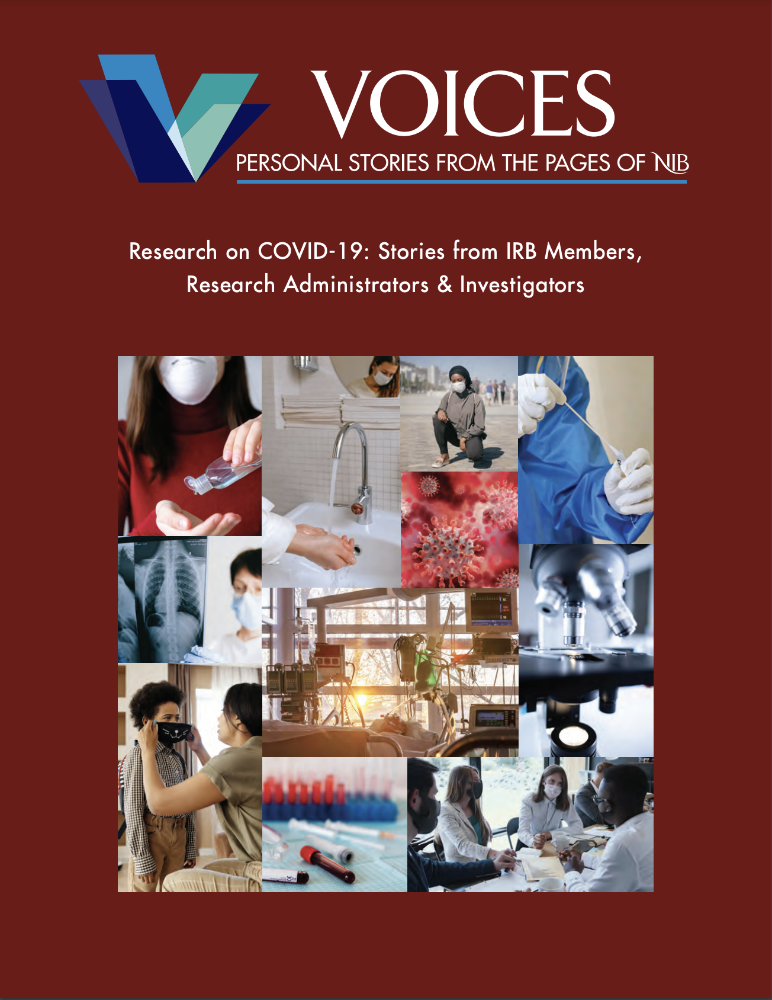 VOICES
PERSONAL STORIES FROM THE PAGES OF NIB
Research on COVID-19: Stories from IRB Members,
Research Administrators & Investigators